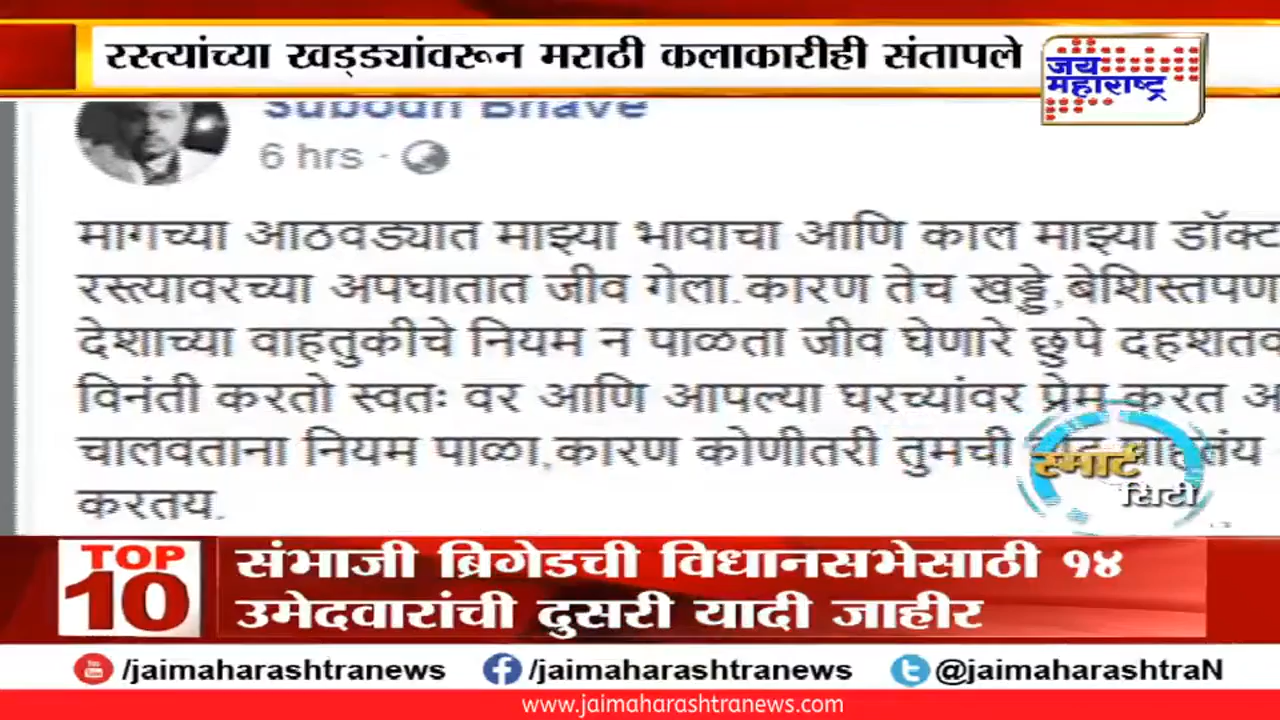 रस्त्यांच्या खड्ड्यांवरून मराठी कलाकारीही संतापले
जय
महाराष्ट्र
Subodh Bhave
6 hrs ·
मागच्या आठवड्यात माझ्या भावाचा आणि काल माझ्या डॉक्ट
रस्त्यावरच्या अपघातात जीव गेला.कारण तेच खड्डे,बेशिस्तपण
देशाच्या वाहतुकीचे नियम न पाळता जीव घेणारे छुपे दहशतव
विनंती करतो स्वतः वर आणि आपल्या घरच्यांवर प्रेम करत अ
चालवताना नियम पाळा,कारण कोणीतरी तुमची
करतय.
स्मार्ट
सिटी
TOP
10
संभाजी ब्रिगेडची विधानसभेसाठी १४
उमेदवारांची दुसरी यादी जाहीर
/jaimaharashtranews /jaimaharashtranews @jaimaharashtraN
www.jaimaharashtranews.com